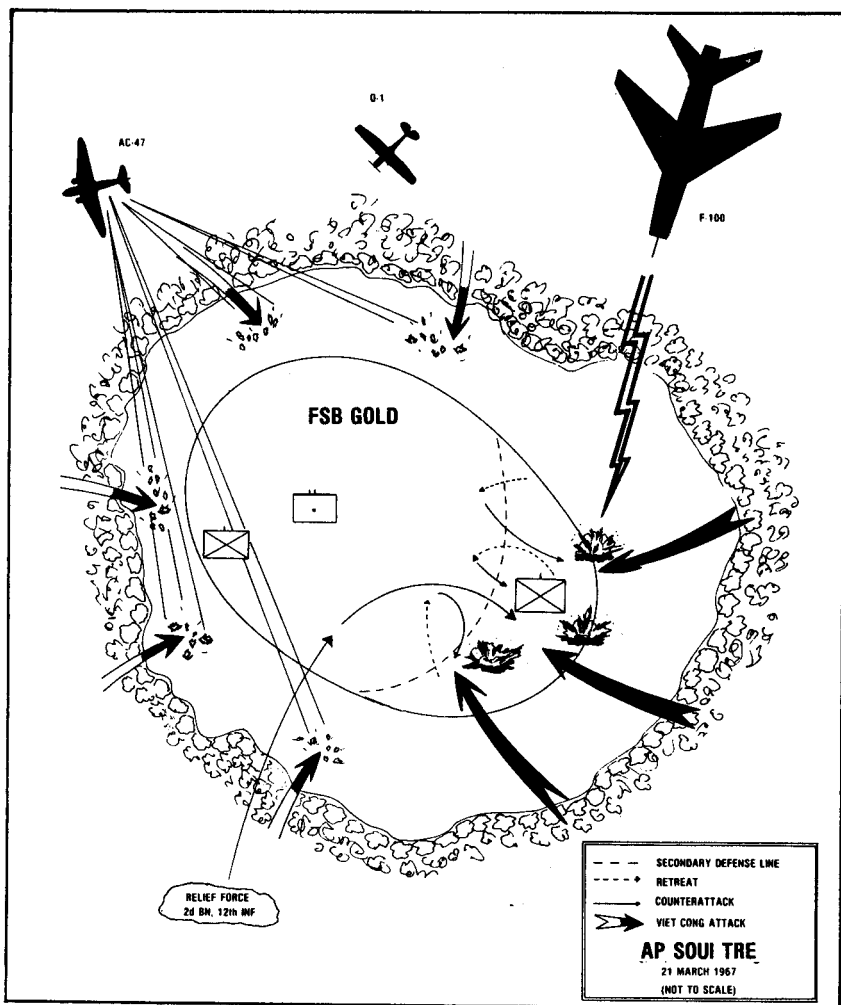 O-1
AC-47
F-100
FSB GOLD
RELIEF FORCE
2d BN, 12th INF
SECONDARY DEFENSE LINE
RETREAT
COUNTERATTACK
VIET CONG ATTACK
AP SOUI TRE
21 MARCH 1967
(NOT TO SCALE)